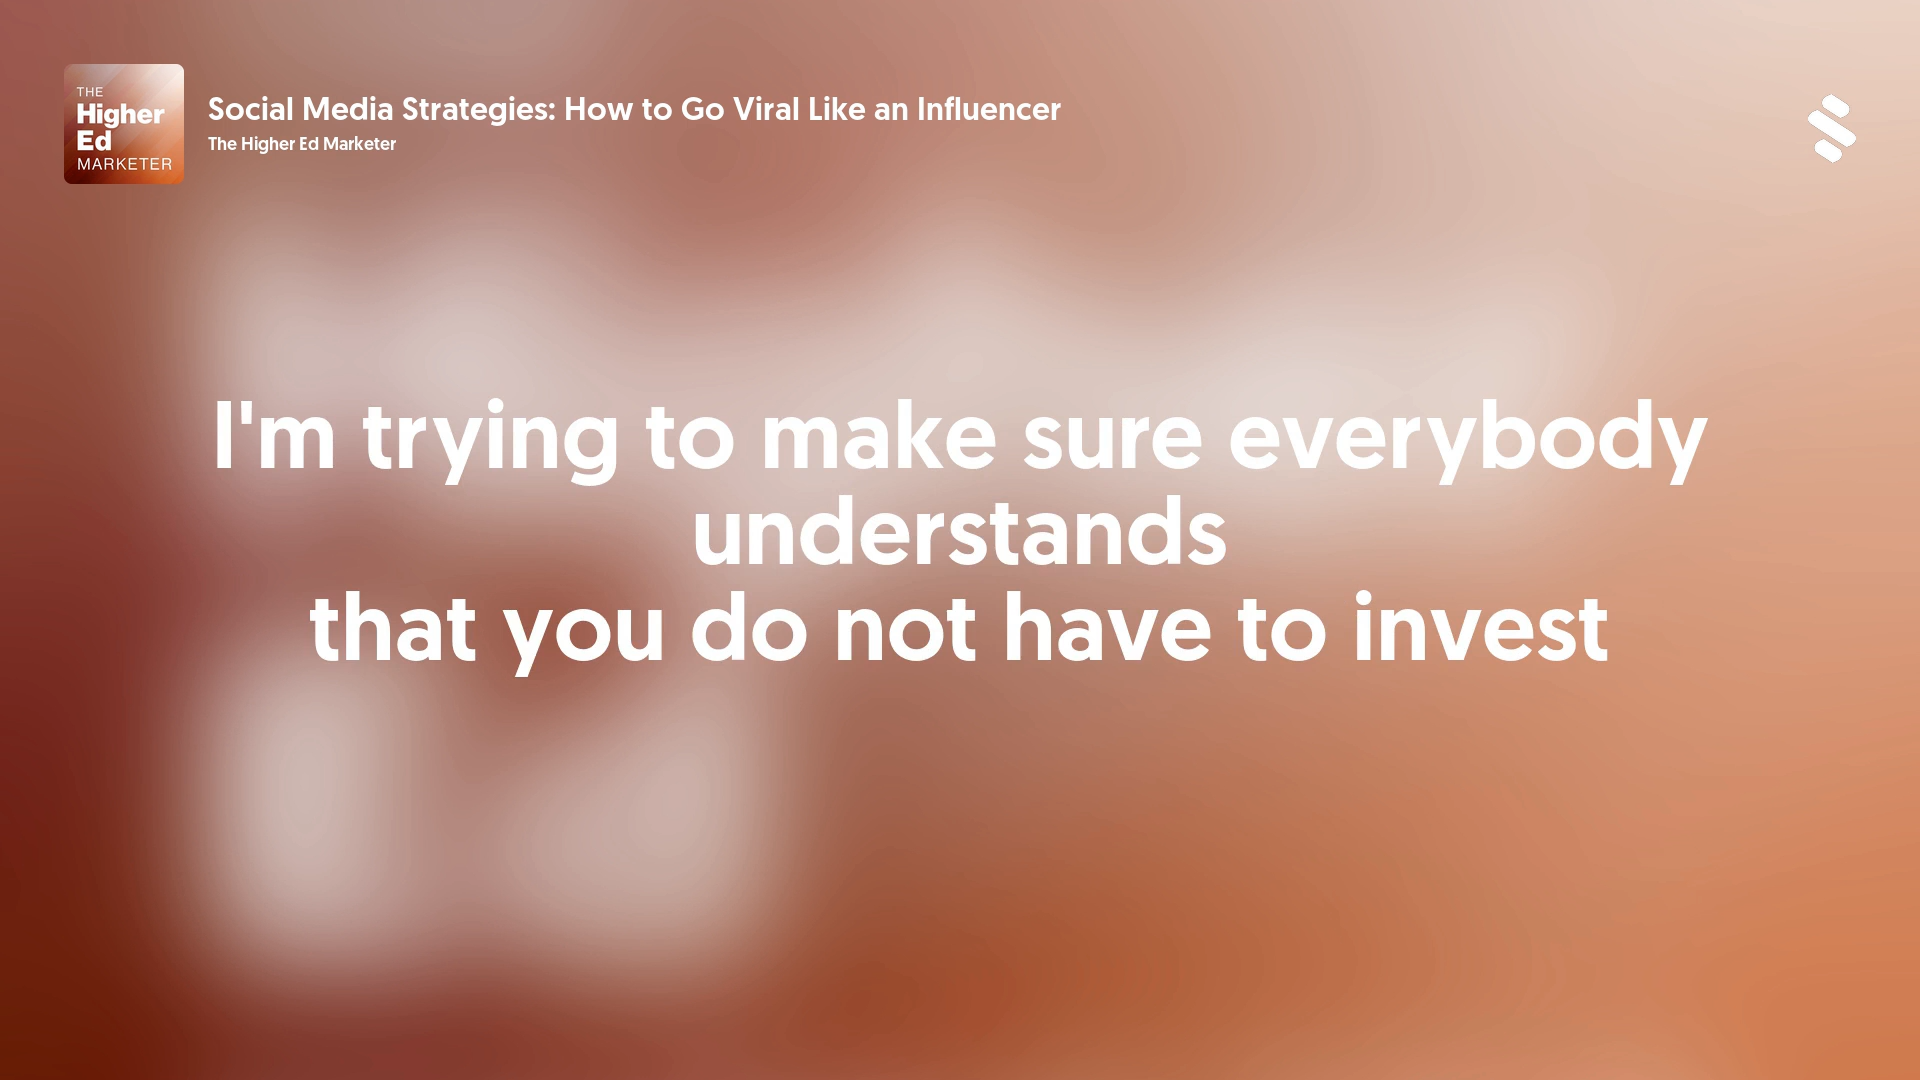 THE
Higher
Ed
MARKETER
Social Media Strategies: How to Go Viral Like an Influencer
The Higher Ed Marketer
I'm trying to make sure everybody
understands
that you do not have to invest